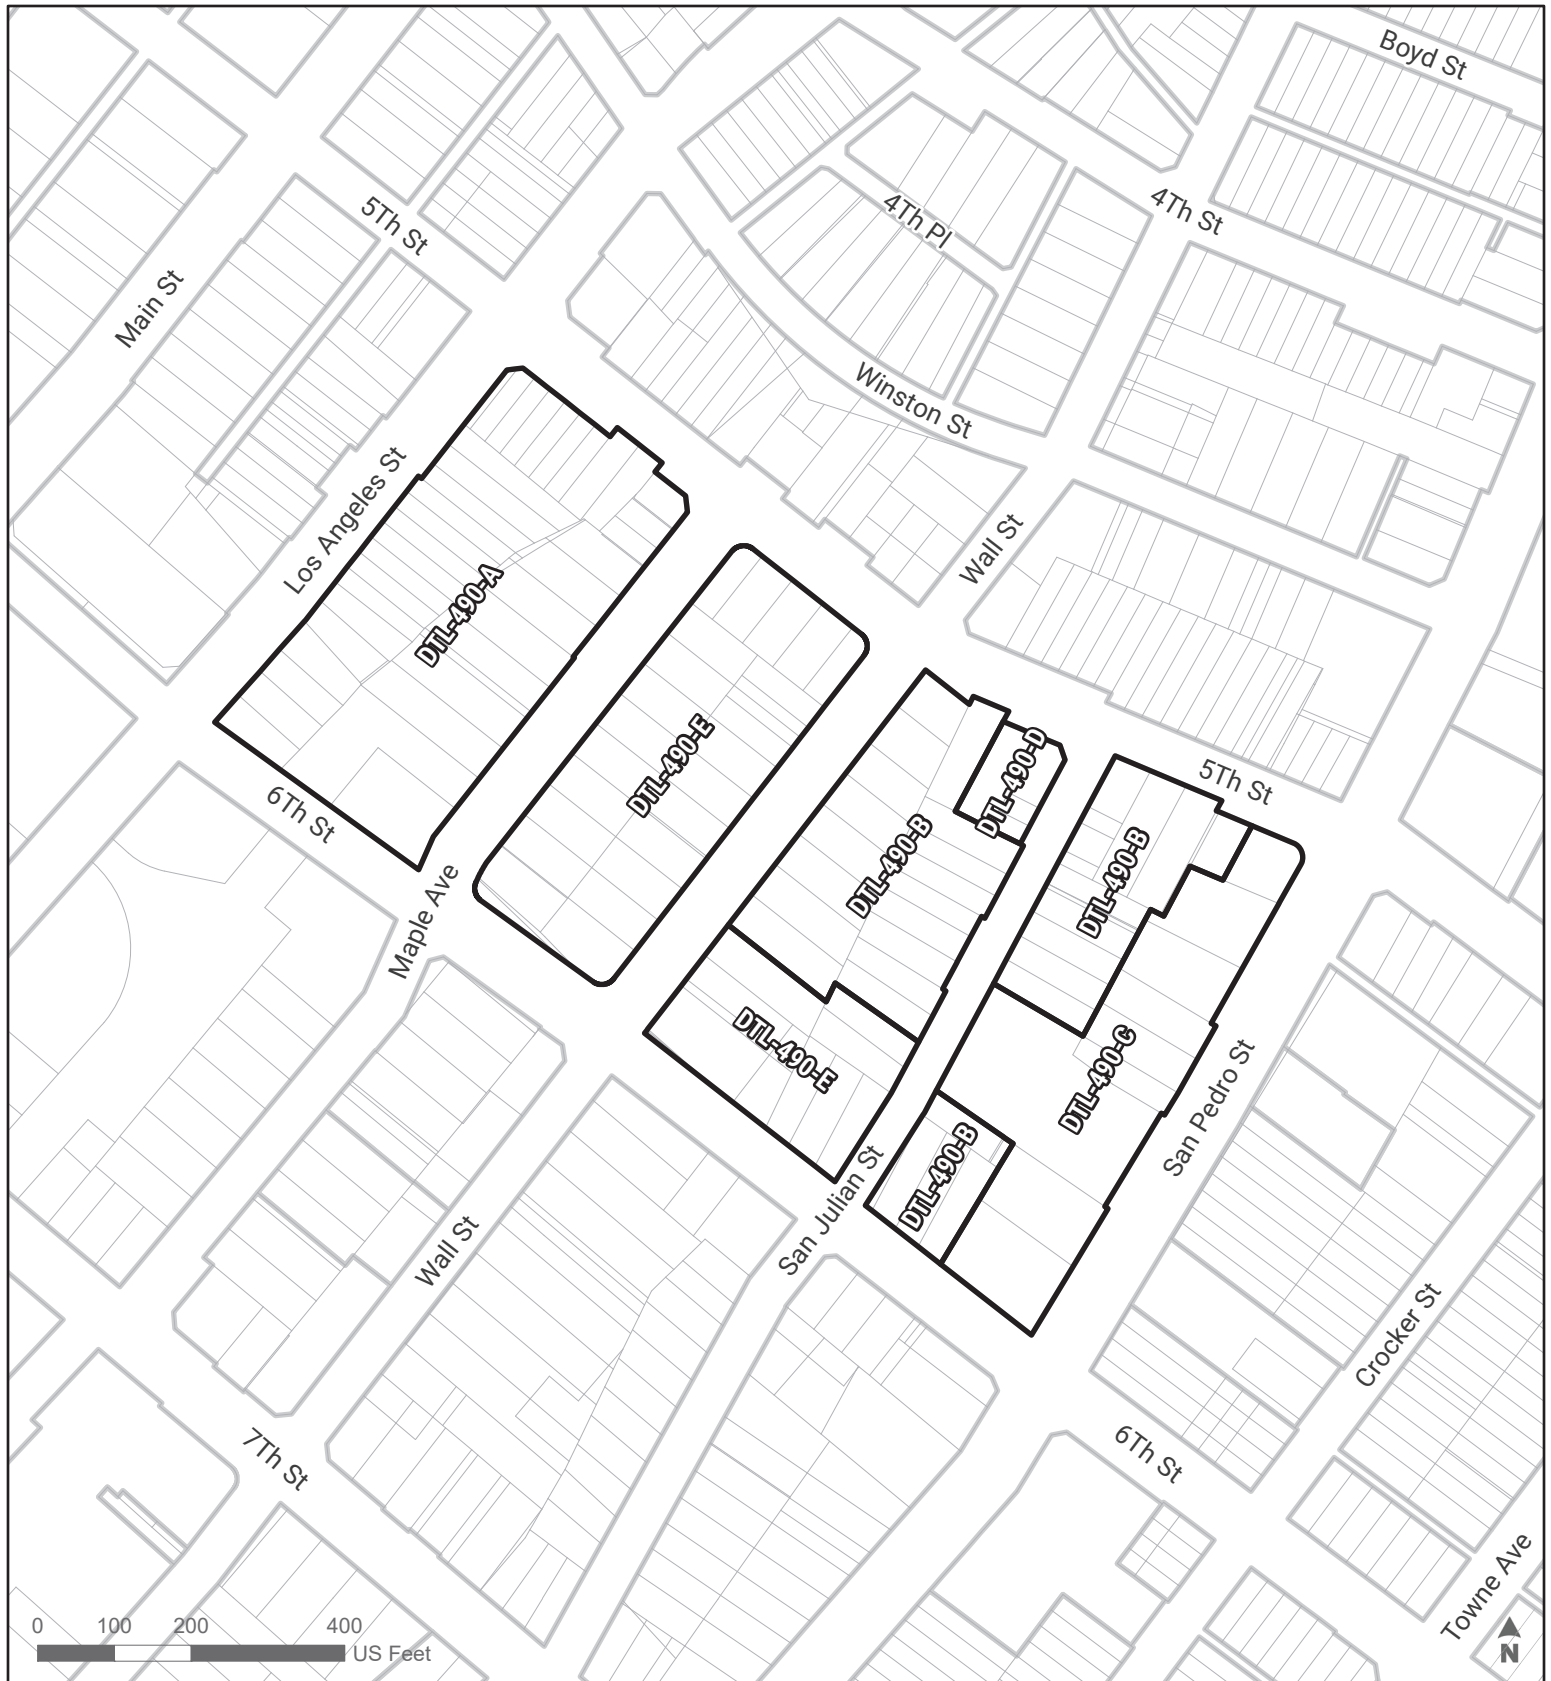 Boyd St
4Th St
4Th Pl
5Th St
Main St
Winston St
Los Angeles St
Wall St
DTL-490-A
DTL-490-E
DTL-490-D
5Th St
DTL-490-B
DTL-490-B
6Th St
Maple Ave
DTL-490-F
DTL-490-C
San Pedro St
DTL-490-B
San Julian St
Wall St
Crocker St
7Th St
6Th St
Towne Ave
0 100 200 400
US Feet
N